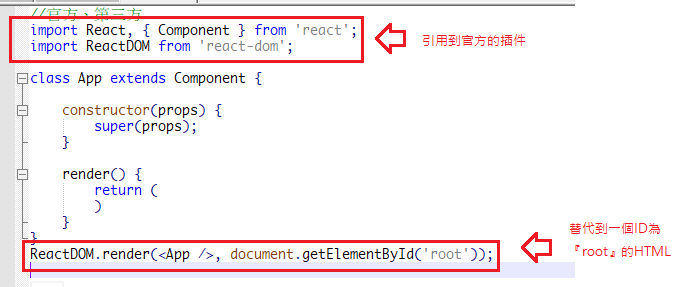 //官方、第三方
import React, { Component } from 'react';
import ReactDOM from 'react-dom';
引用到官方的插件
class App extends Component {
constructor(props) {
super(props);
}
render() {
return (
)
}
}
ReactDOM.render(<App />, document.getElementById('root'));
替代到一個ID為
『root』的HTML